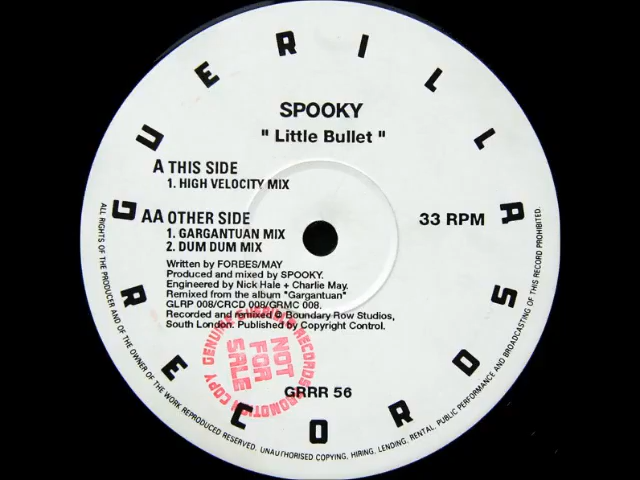 GUERILLA
RECORDS
SPOOKY
" Little Bullet "
A THIS SIDE
1. HIGH VELOCITY MIX
AA OTHER SIDE
33 RPM
1. GARGANTUAN MIX
2. DUM DUM MIX
Written by FORBES/MAY
Produced and mixed by SPOOKY.
Engineered by Nick Hale + Charlie May.
Remixed from the album "Gargantuan"
GLRP 008/CRCD 008/GRMC 008.
Recorded and remixed @ Boundary Row Studios,
South London. Published by Copyright Control.
GENUINE RECORDS PROMOTION COPY
NOT
FOR
SALE
GRRR 56
ALL RIGHTS OF THE PRODUCER AND OF THE OWNER OF THE WORK REPRODUCED RESERVED. UNAUTHORISED COPYING, HIRING, LENDING, RENTAL, PUBLIC PERFORMANCE AND BROADCASTING OF THIS RECORD PROHIBITED.